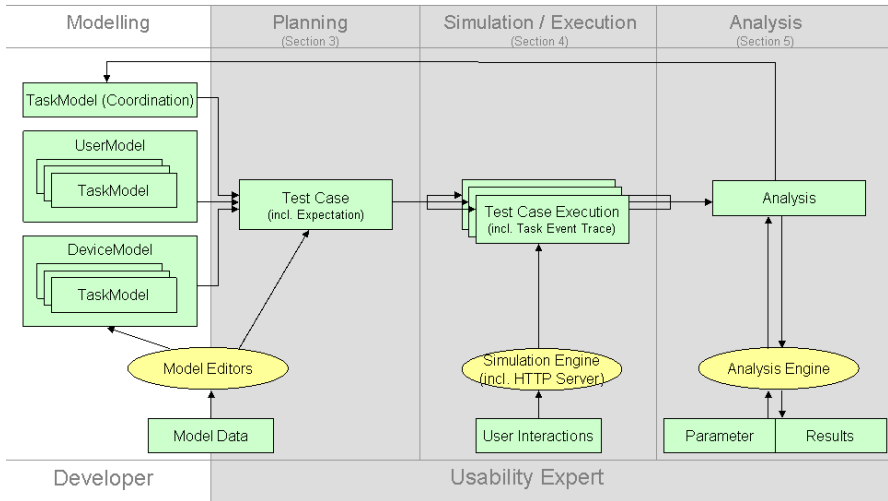 Modelling
Planning
(Section 3)
Simulation / Execution
(Section 4)
Analysis
(Section 5)
TaskModel (Coordination)
UserModel
TaskModel
Test Case
(incl. Expectation)
Test Case Execution
(incl. Task Event Trace)
Analysis
DeviceModel
TaskModel
Model Editors
Simulation Engine
(incl. HTTP Server)
Analysis Engine
Model Data
User Interactions
Parameter
Results
Developer
Usability Expert